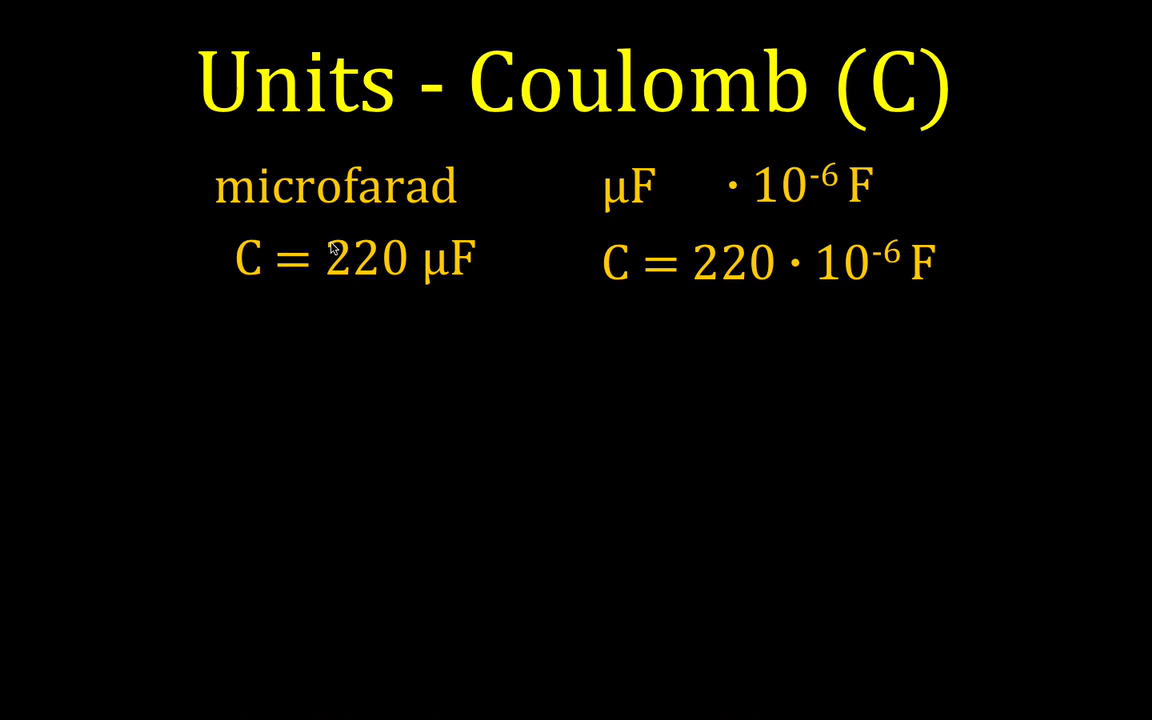 Units - Coulomb (C)
microfarad μF · 10⁻⁶ F
C = 220 μF C = 220 · 10⁻⁶ F